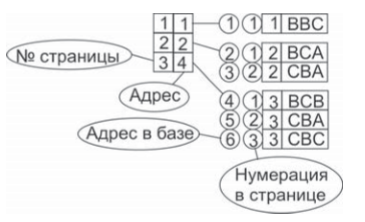 1 1 1 1 1 BBC
2 2 2 1 2 BCA
3 4 3 2 2 CBA
№ страницы
Адрес
4 1 3 BCB
Адрес в базе
5 2 3 CBA
6 3 3 CBC
Нумерация
в странице